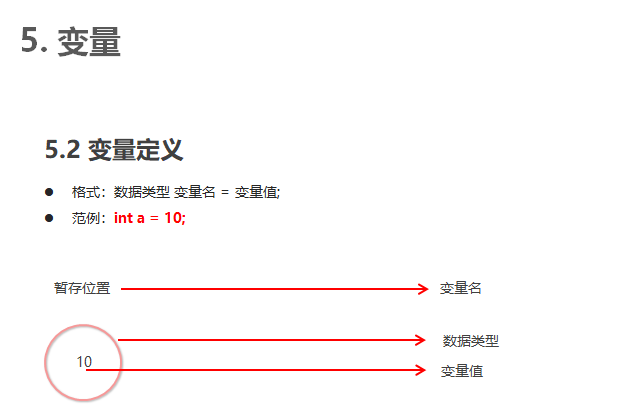 5. 变量
5.2 变量定义
● 格式：数据类型 变量名 = 变量值;
● 范例：int a = 10;
暂存位置 变量名
数据类型
10
变量值